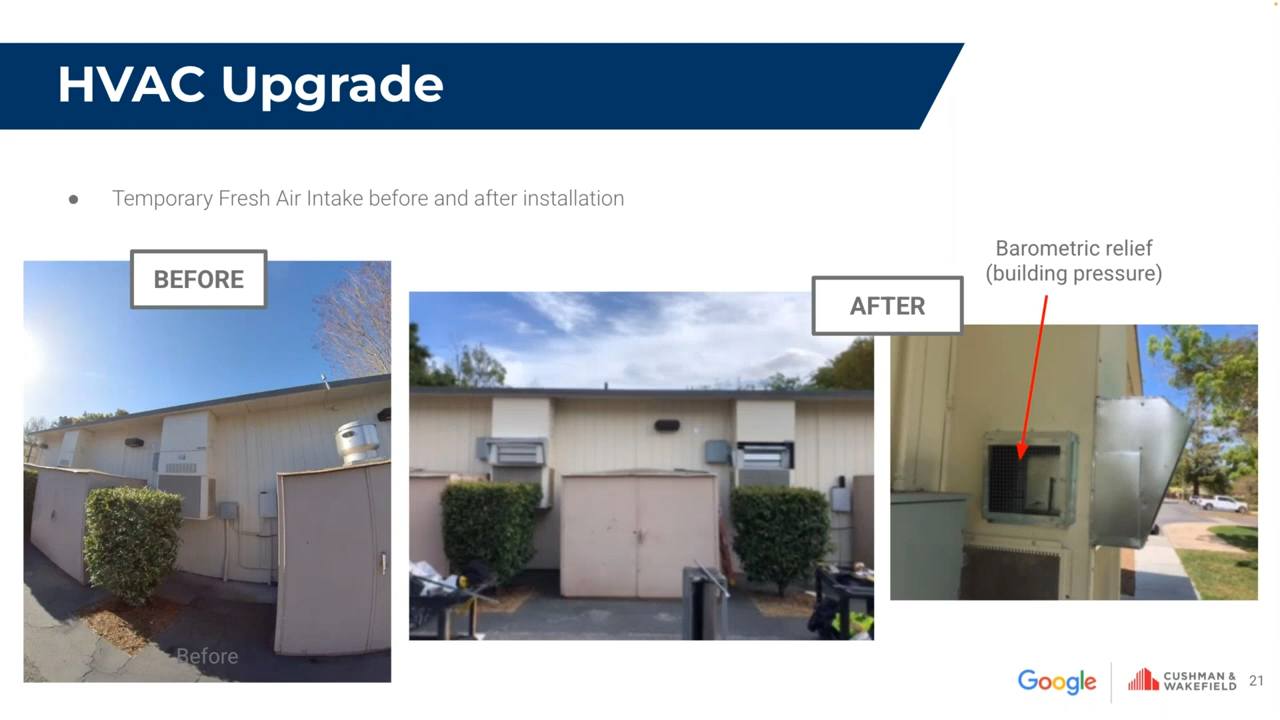 HVAC Upgrade
● Temporary Fresh Air Intake before and after installation
BEFORE
AFTER
Barometric relief
(building pressure)
Before
Google
CUSHMAN &
WAKEFIELD
21